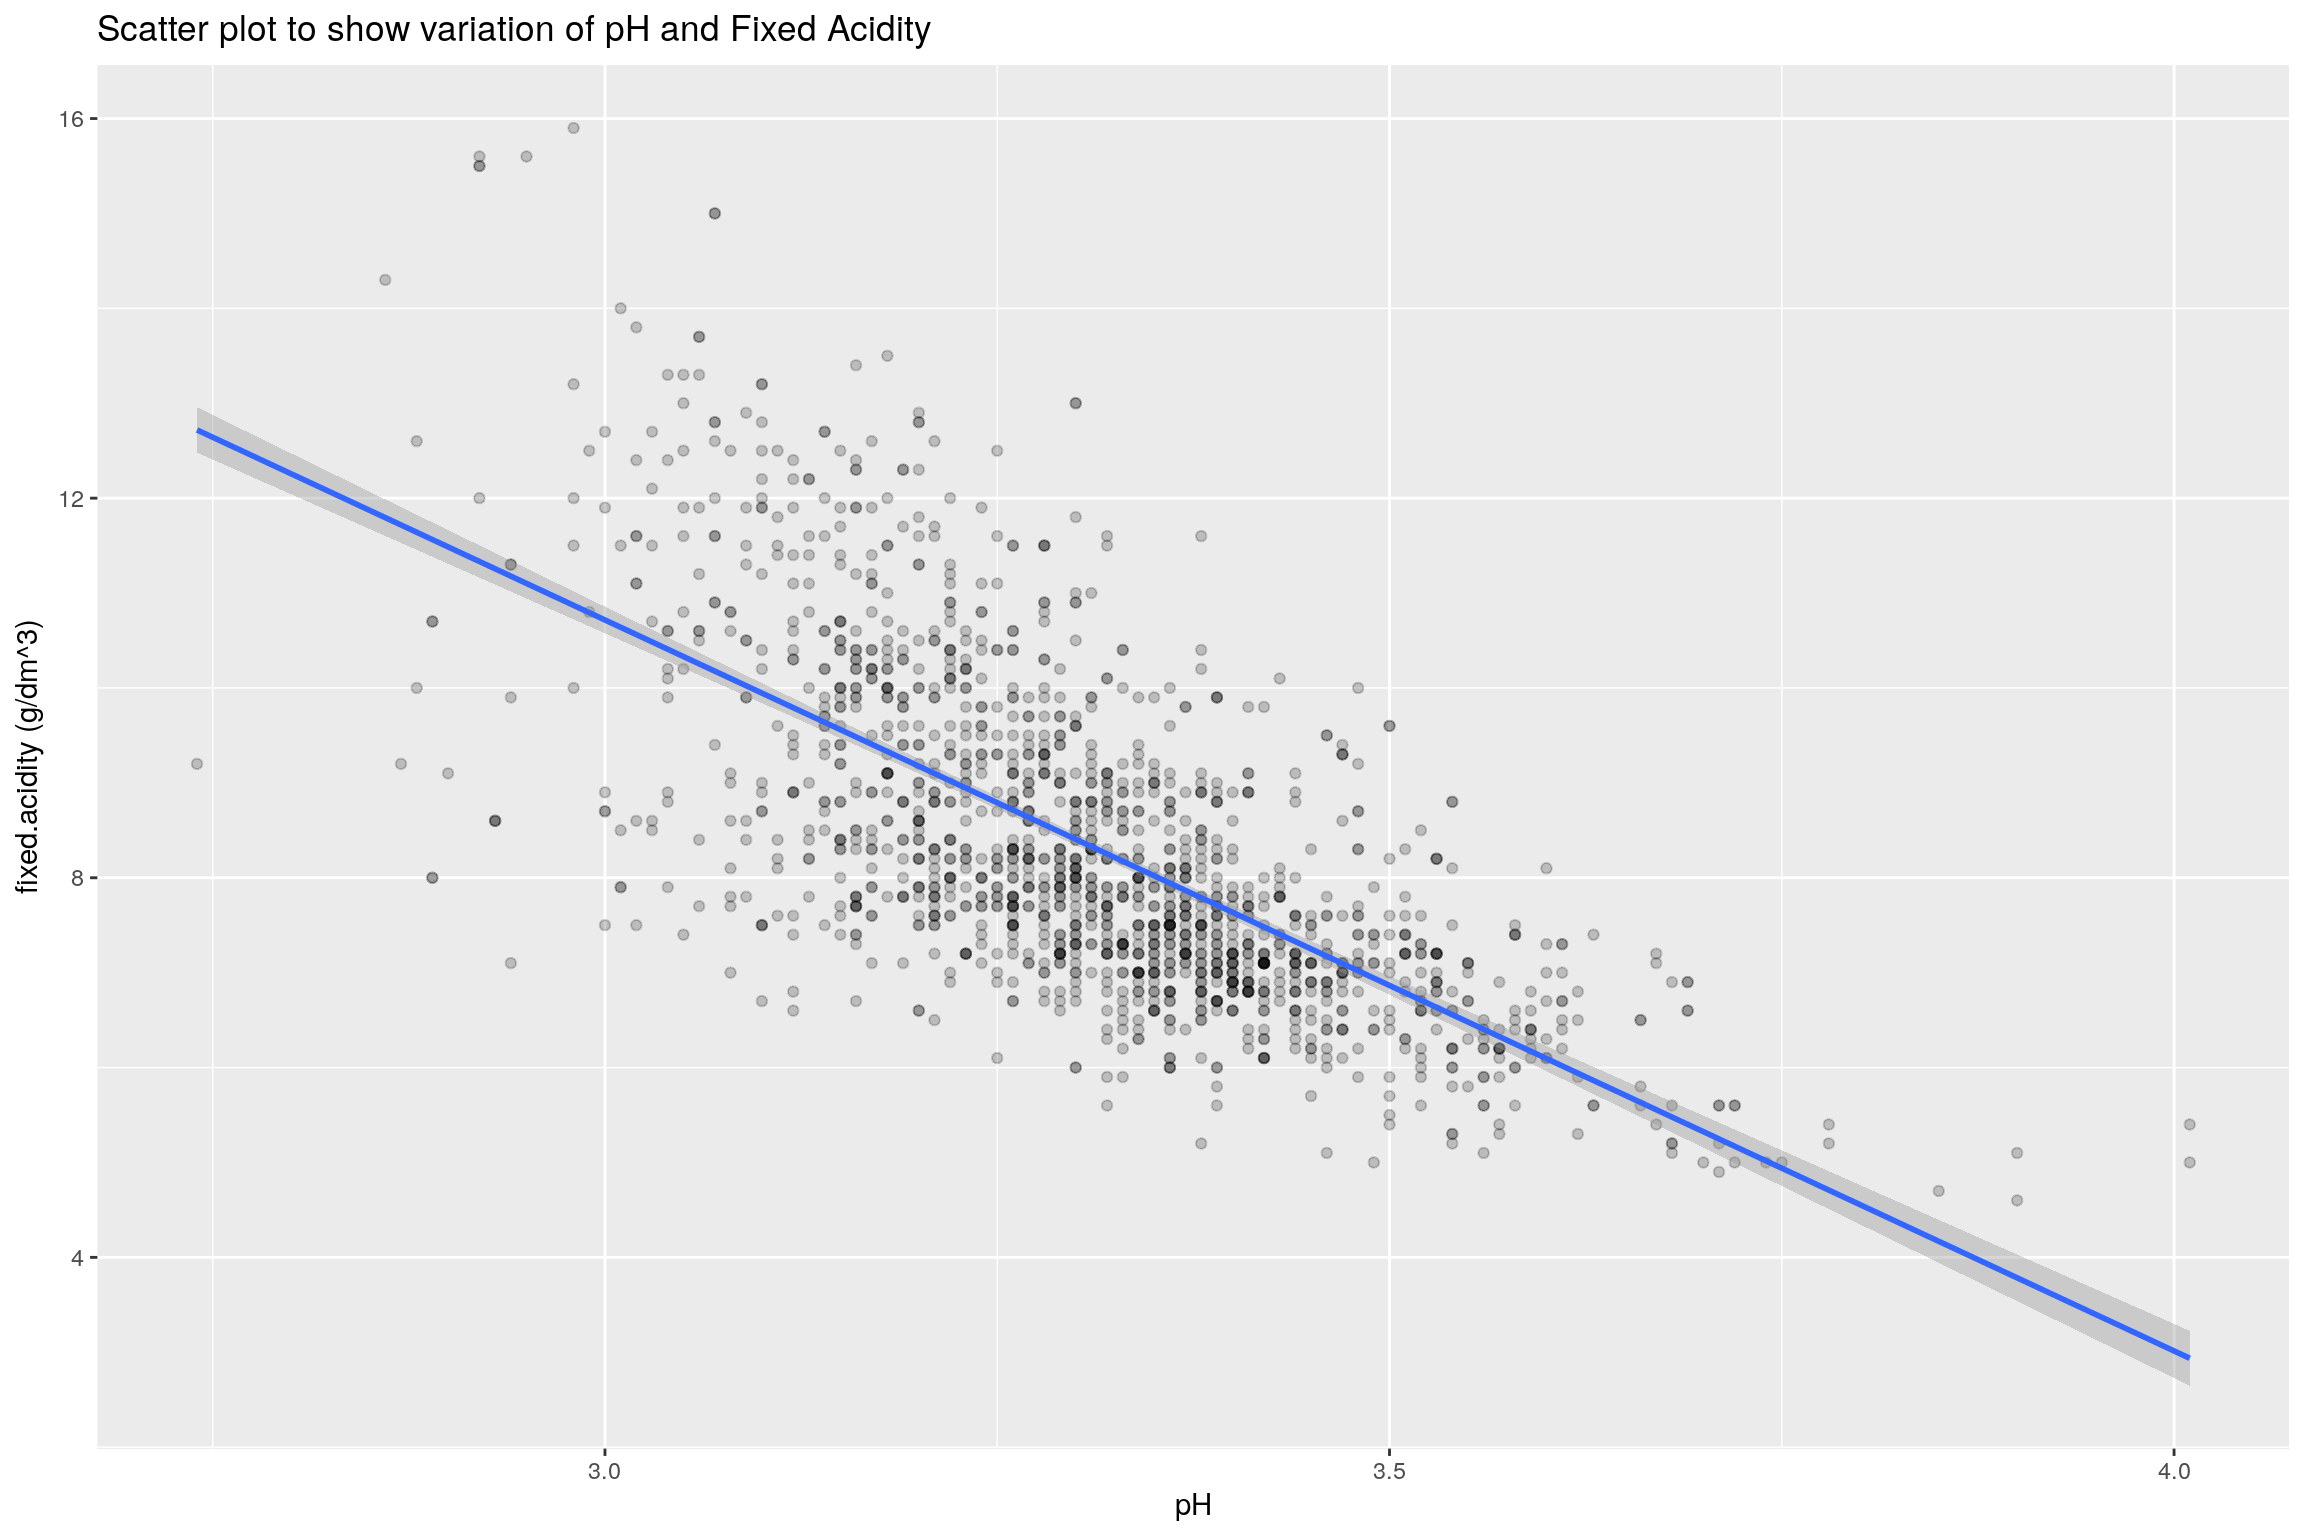 Scatter plot to show variation of pH and Fixed Acidity
16
12
8
4
fixed.acidity (g/dm^3)
3.0
3.5
4.0
pH